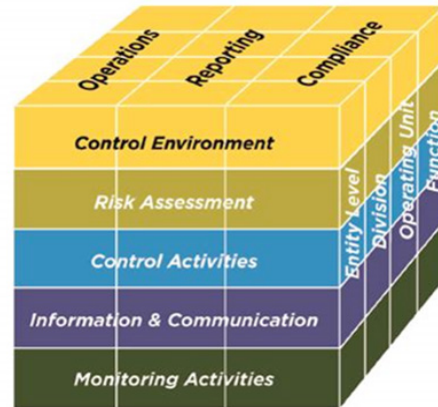 Operations
Reporting
Compliance
Control Environment
Risk Assessment
Control Activities
Information & Communication
Monitoring Activities
Entity Level
Division
Operating Unit
Function